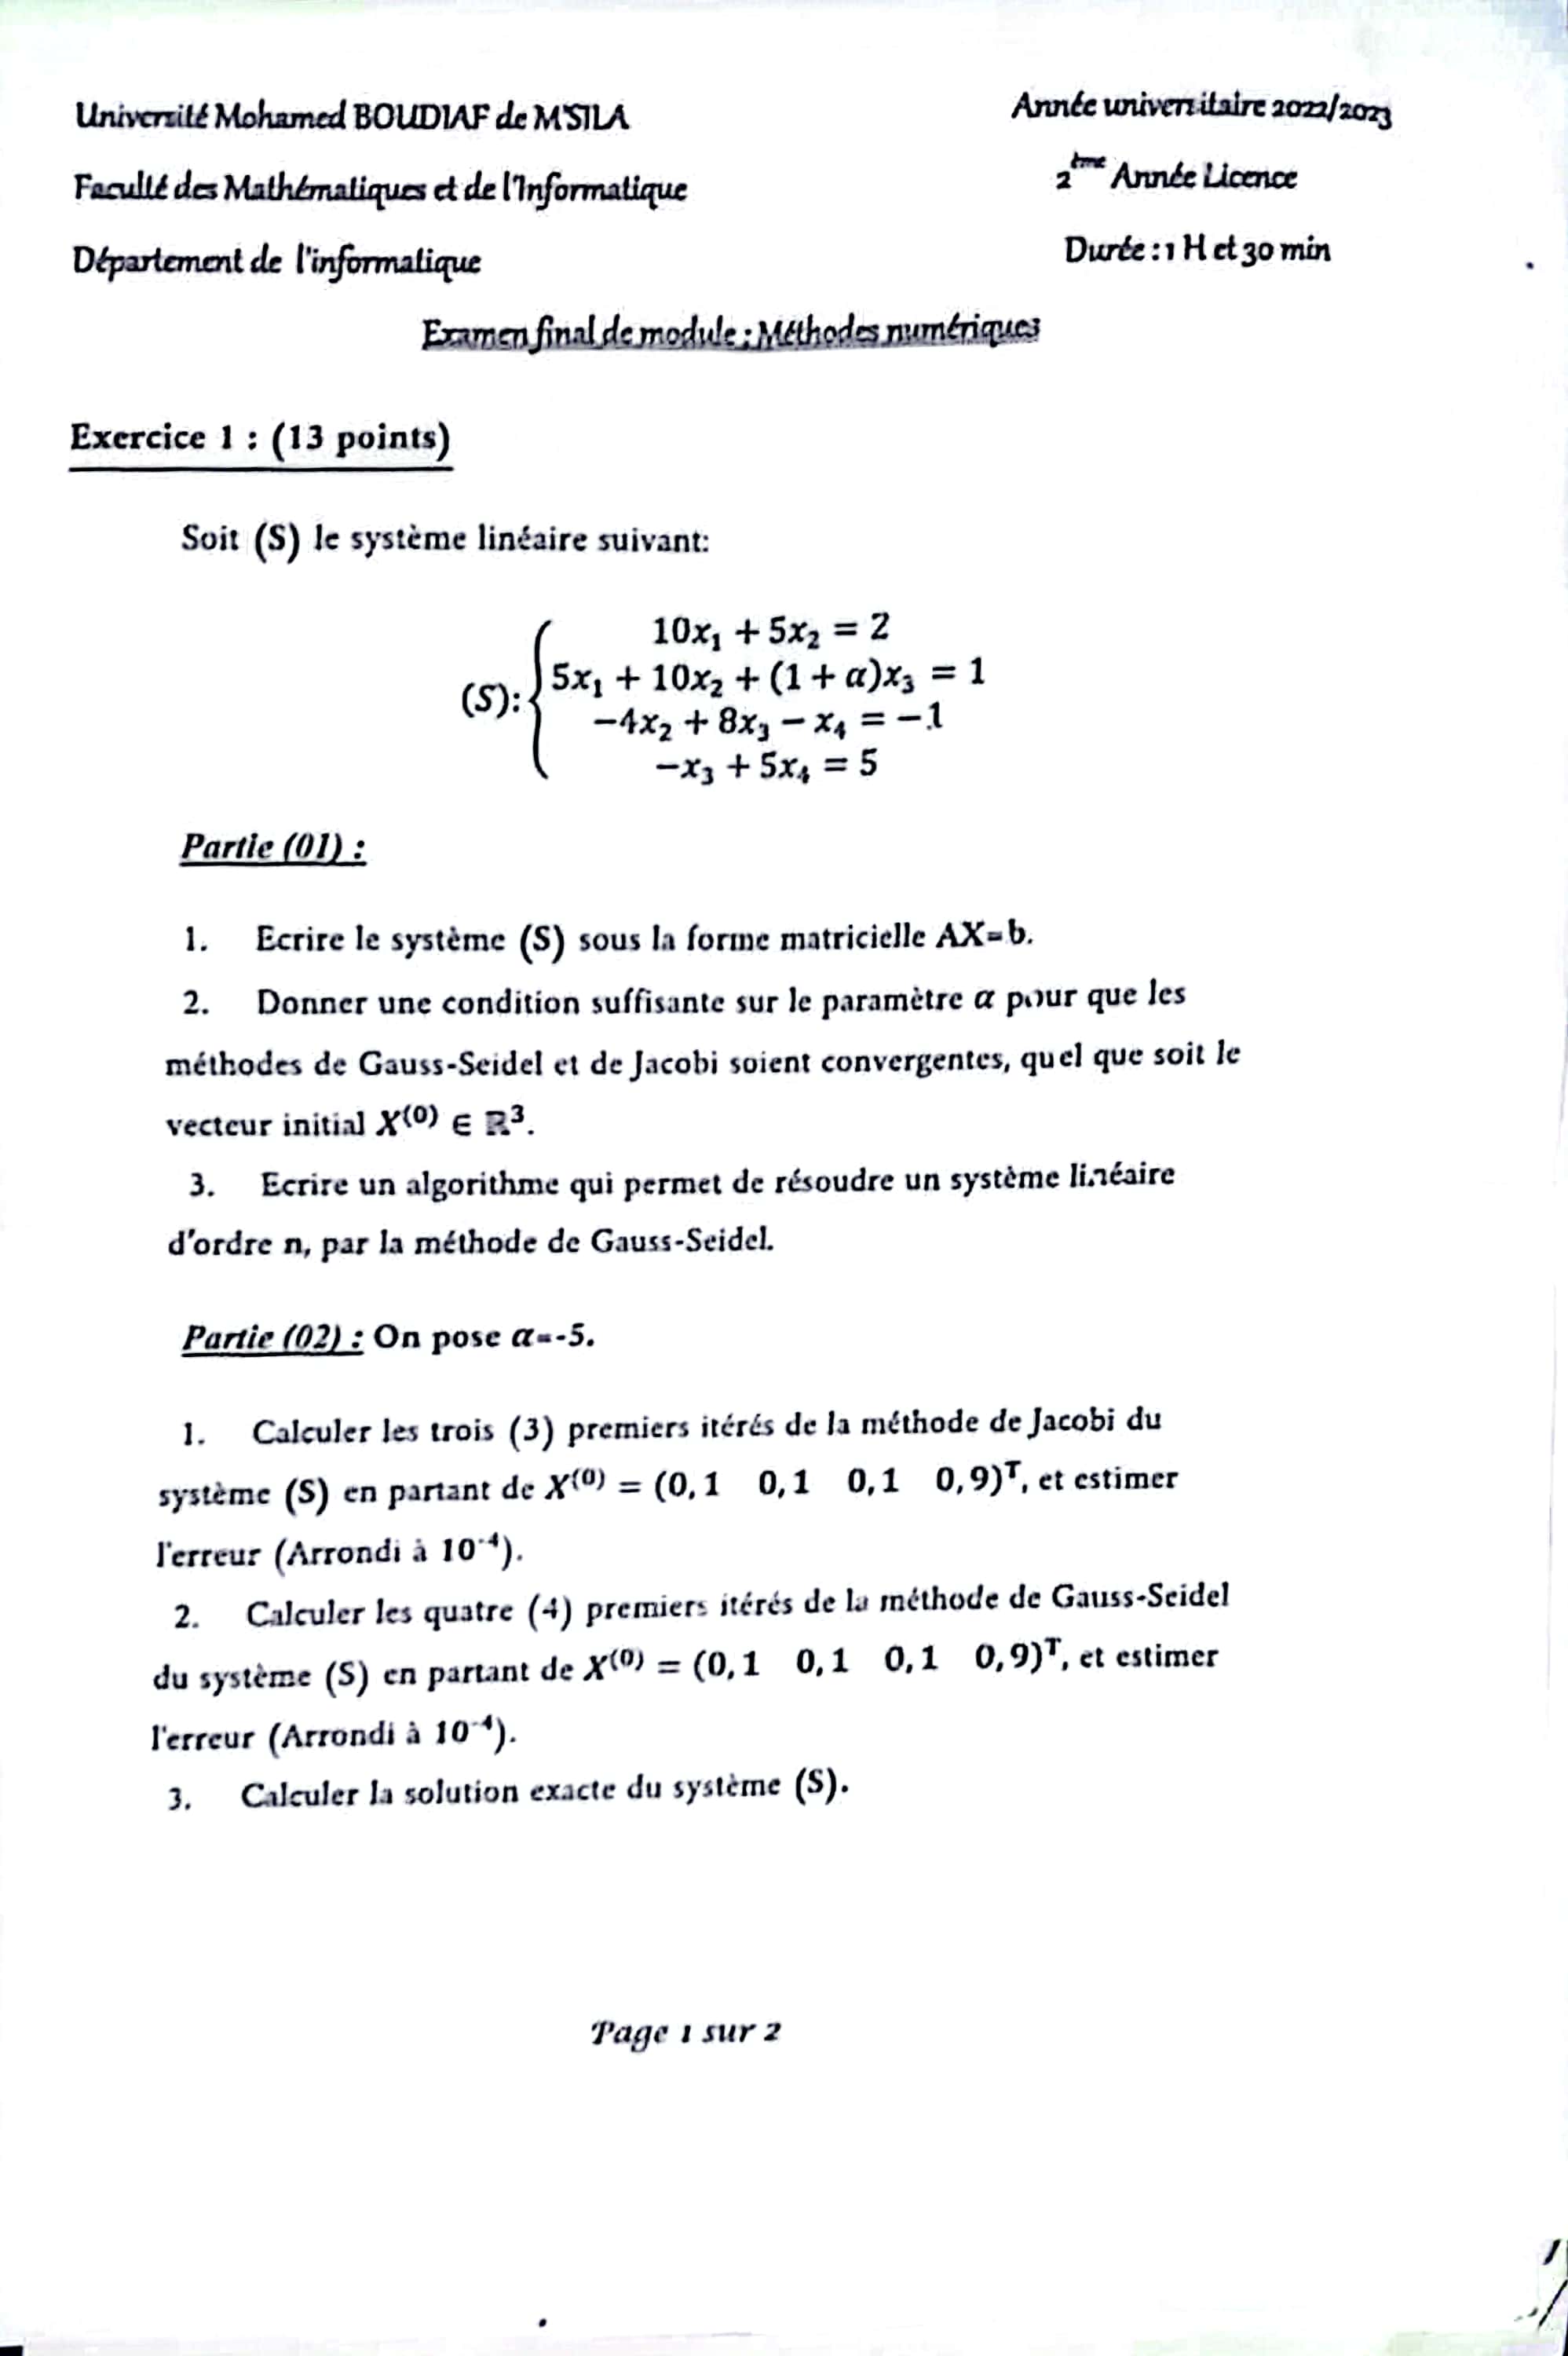 Université Mohamed BOUDIAF de M'SILA
Année universitaire 2022/2023
Faculté des Mathématiques et de l'Informatique
2ème Année Licence
Département de l'informatique
Durée : 1 H et 30 min
Examen final de module : Méthodes numériques
Exercice 1 : (13 points)
Soit (S) le système linéaire suivant:
10x₁ + 5x₂ = 2
5x₁ + 10x₂ + (1 + α)x₃ = 1
(S):{
−4x₂ + 8x₃ − x₄ = −1
−x₃ + 5x₄ = 5
Partie (01) :
1. Ecrire le système (S) sous la forme matricielle AX=b.
2. Donner une condition suffisante sur le paramètre α pour que les
méthodes de Gauss-Seidel et de Jacobi soient convergentes, quel que soit le
vecteur initial X⁽⁰⁾ ∈ ℝ³.
3. Ecrire un algorithme qui permet de résoudre un système linéaire
d'ordre n, par la méthode de Gauss-Seidel.
Partie (02) : On pose α=-5.
1. Calculer les trois (3) premiers itérés de la méthode de Jacobi du
système (S) en partant de X⁽⁰⁾ = (0,1 0,1 0,1 0,9)ᵀ, et estimer
l'erreur (Arrondi à 10⁻⁴).
2. Calculer les quatre (4) premiers itérés de la méthode de Gauss-Seidel
du système (S) en partant de X⁽⁰⁾ = (0,1 0,1 0,1 0,9)ᵀ, et estimer
l'erreur (Arrondi à 10⁻⁴).
3. Calculer la solution exacte du système (S).
Page 1 sur 2